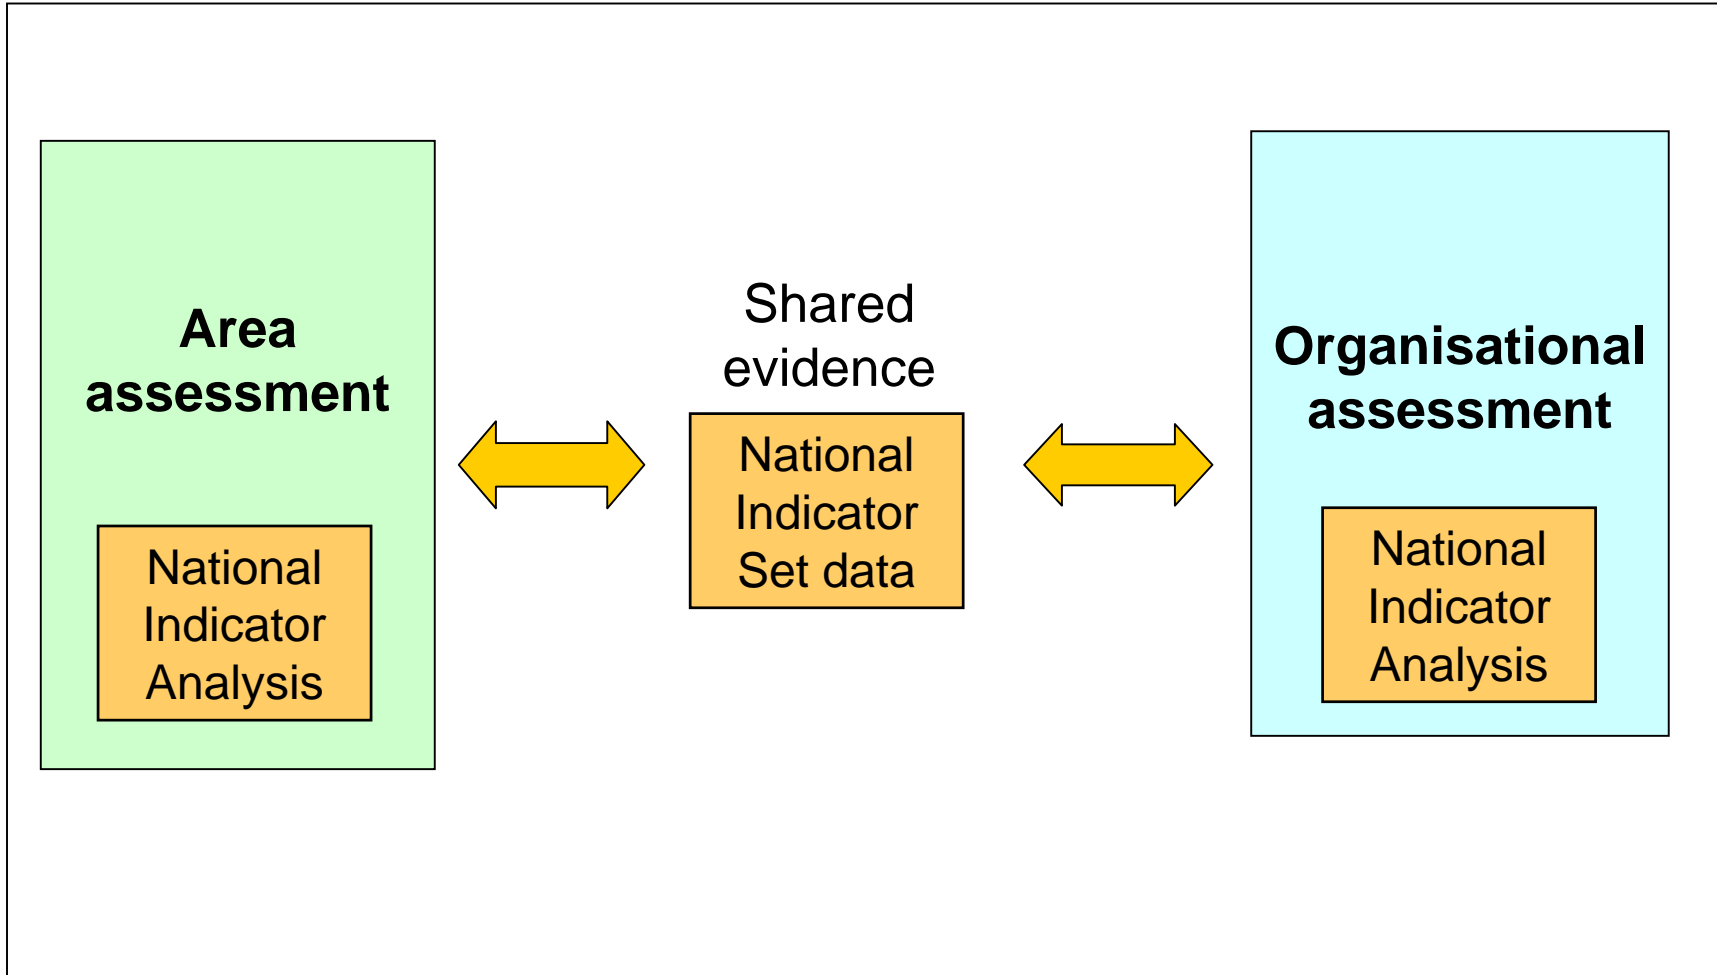 Area
assessment
National
Indicator
Analysis
Shared
evidence
National
Indicator
Set data
Organisational
assessment
National
Indicator
Analysis